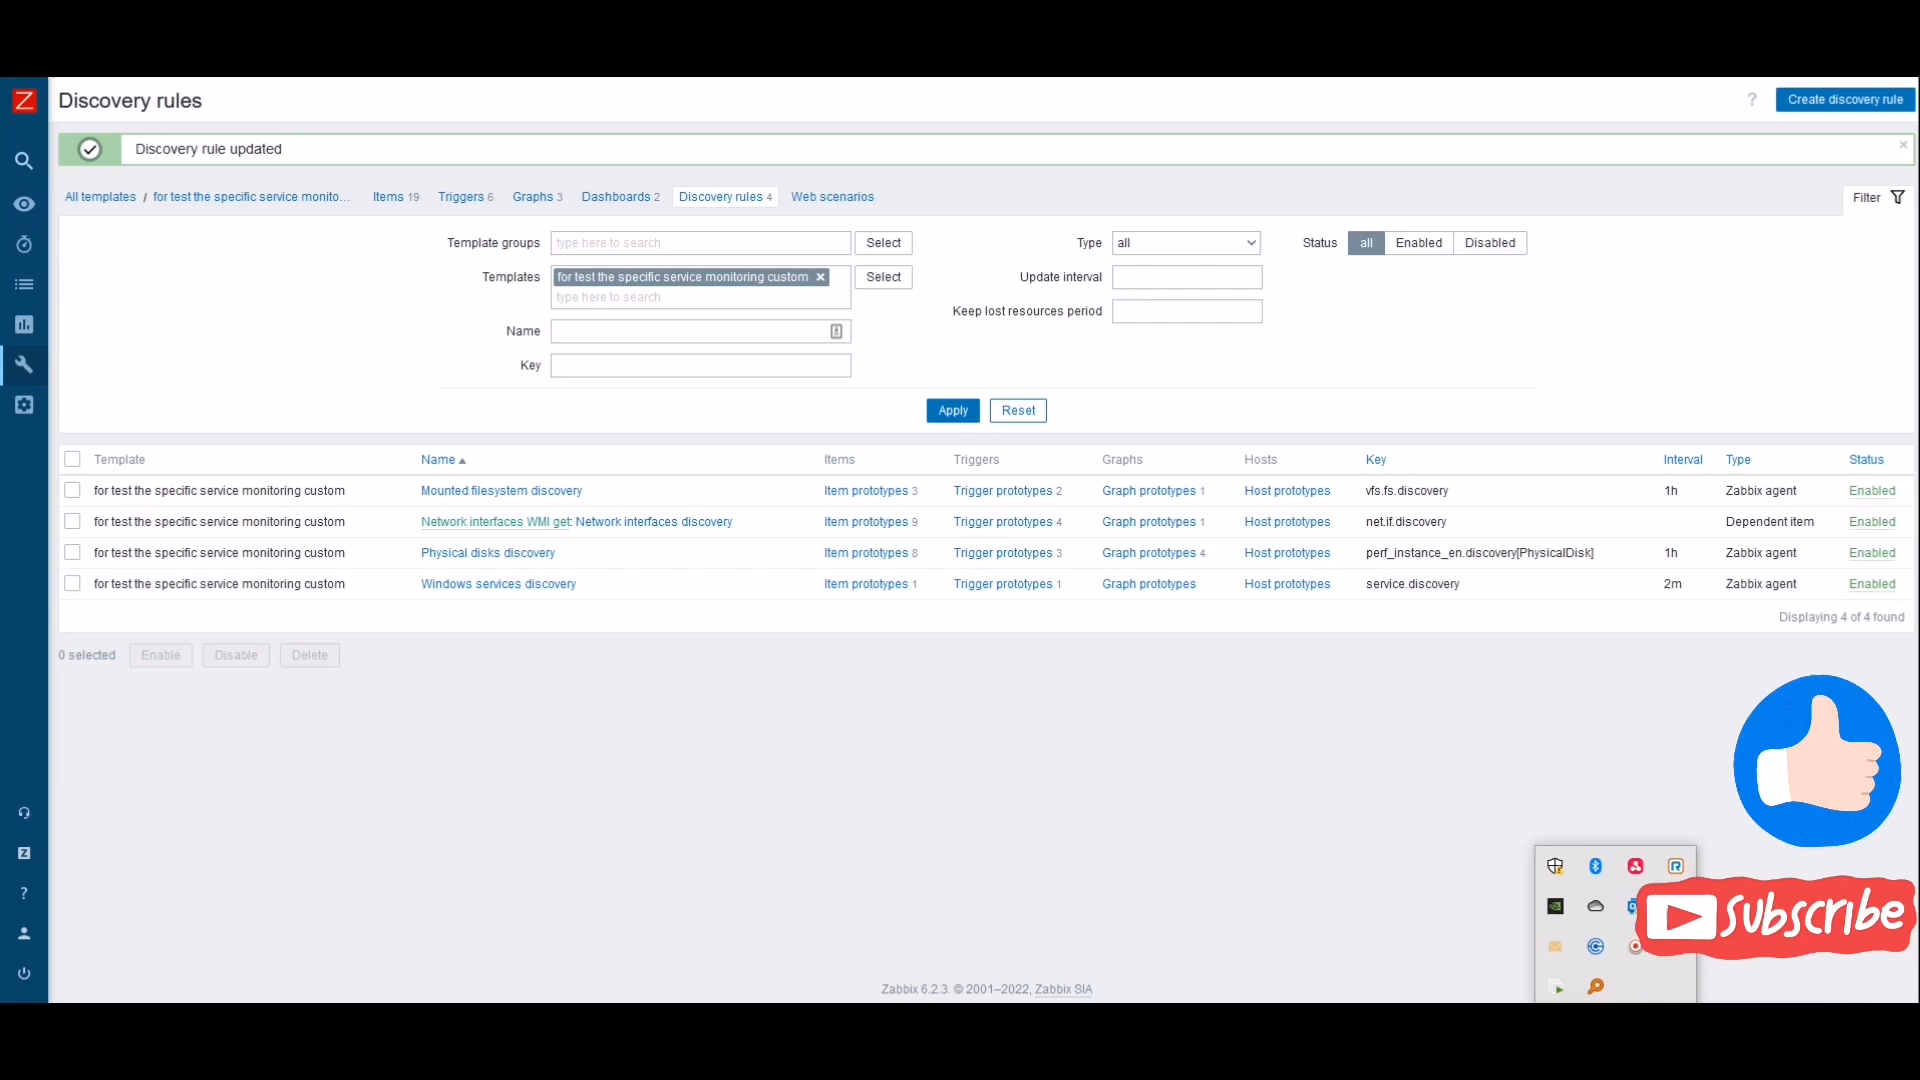 Z
Discovery rules
?
Create discovery rule
Discovery rule updated
All templates / for test the specific service monito... Items 19 Triggers 6 Graphs 3 Dashboards 2 Discovery rules 4 Web scenarios
Filter
Template groups type here to search Select Type all Status all Enabled Disabled
Templates for test the specific service monitoring custom Select Update interval
type here to search
Keep lost resources period
Name
Key
Apply Reset
Template Name Items Triggers Graphs Hosts Key Interval Type Status
for test the specific service monitoring custom Mounted filesystem discovery Item prototypes 3 Trigger prototypes 2 Graph prototypes 1 Host prototypes vfs.fs.discovery 1h Zabbix agent Enabled
for test the specific service monitoring custom Network interfaces WMI get: Network interfaces discovery Item prototypes 9 Trigger prototypes 4 Graph prototypes 1 Host prototypes net.if.discovery Dependent item Enabled
for test the specific service monitoring custom Physical disks discovery Item prototypes 8 Trigger prototypes 3 Graph prototypes 4 Host prototypes perf_instance_en.discovery[PhysicalDisk] 1h Zabbix agent Enabled
for test the specific service monitoring custom Windows services discovery Item prototypes 1 Trigger prototypes 1 Graph prototypes Host prototypes service.discovery 2m Zabbix agent Enabled
Displaying 4 of 4 found
0 selected Enable Disable Delete
Z
?
Subscribe
Zabbix 6.2.3. © 2001–2022, Zabbix SIA